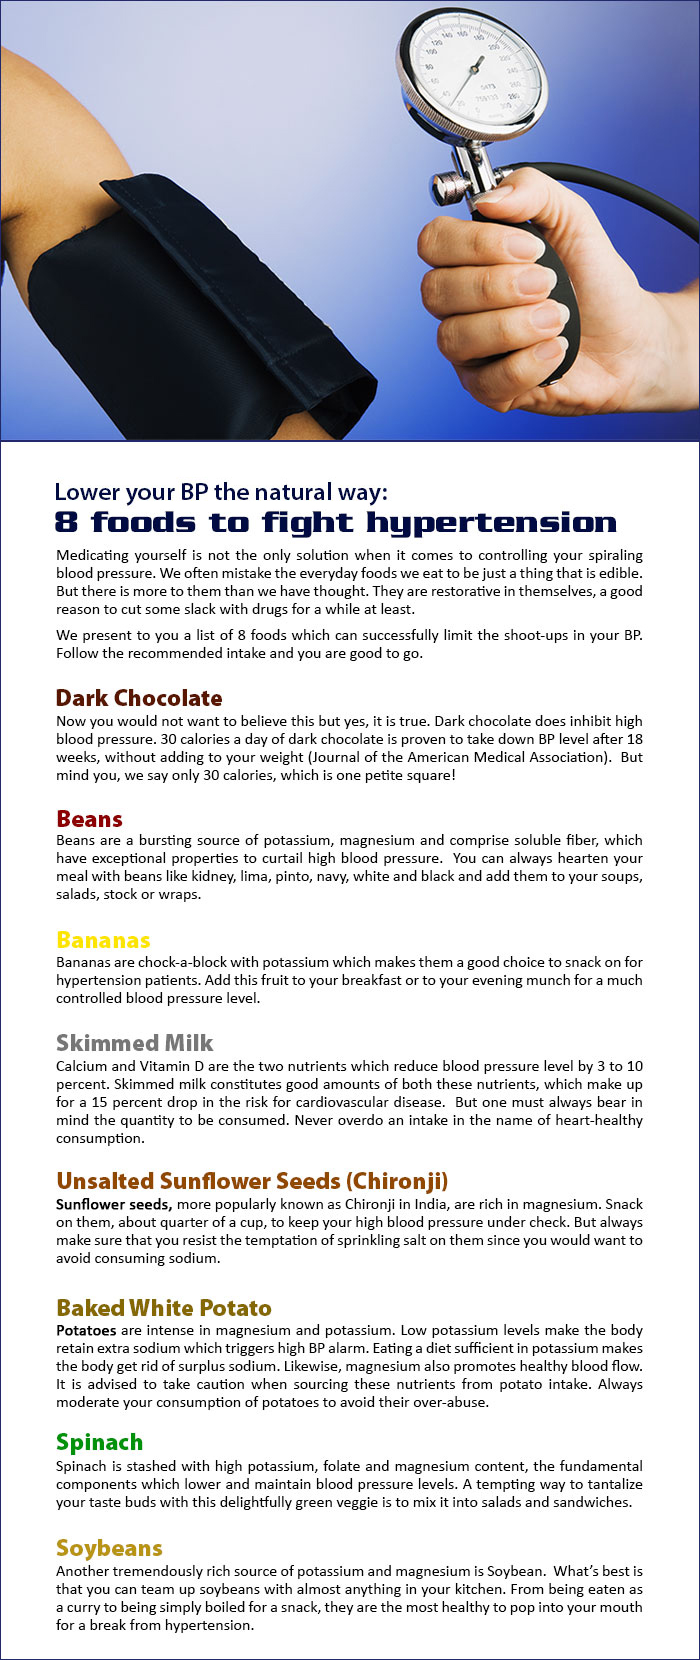 20
40
60
80
100
120
140
160
180
200
220
240
260
280
300
0473
759133
Lower your BP the natural way:
8 foods to fight hypertension
Medicating yourself is not the only solution when it comes to controlling your spiraling
blood pressure. We often mistake the everyday foods we eat to be just a thing that is edible.
But there is more to them than we have thought. They are restorative in themselves, a good
reason to cut some slack with drugs for a while at least.
We present to you a list of 8 foods which can successfully limit the shoot-ups in your BP.
Follow the recommended intake and you are good to go.
Dark Chocolate
Now you would not want to believe this but yes, it is true. Dark chocolate does inhibit high
blood pressure. 30 calories a day of dark chocolate is proven to take down BP level after 18
weeks, without adding to your weight (Journal of the American Medical Association). But
mind you, we say only 30 calories, which is one petite square!
Beans
Beans are a bursting source of potassium, magnesium and comprise soluble fiber, which
have exceptional properties to curtail high blood pressure. You can always hearten your
meal with beans like kidney, lima, pinto, navy, white and black and add them to your soups,
salads, stock or wraps.
Bananas
Bananas are chock-a-block with potassium which makes them a good choice to snack on for
hypertension patients. Add this fruit to your breakfast or to your evening munch for a much
controlled blood pressure level.
Skimmed Milk
Calcium and Vitamin D are the two nutrients which reduce blood pressure level by 3 to 10
percent. Skimmed milk constitutes good amounts of both these nutrients, which make up
for a 15 percent drop in the risk for cardiovascular disease. But one must always bear in
mind the quantity to be consumed. Never overdo an intake in the name of heart-healthy
consumption.
Unsalted Sunflower Seeds (Chironji)
Sunflower seeds, more popularly known as Chironji in India, are rich in magnesium. Snack
on them, about quarter of a cup, to keep your high blood pressure under check. But always
make sure that you resist the temptation of sprinkling salt on them since you would want to
avoid consuming sodium.
Baked White Potato
Potatoes are intense in magnesium and potassium. Low potassium levels make the body
retain extra sodium which triggers high BP alarm. Eating a diet sufficient in potassium makes
the body get rid of surplus sodium. Likewise, magnesium also promotes healthy blood flow.
It is advised to take caution when sourcing these nutrients from potato intake. Always
moderate your consumption of potatoes to avoid their over-abuse.
Spinach
Spinach is stashed with high potassium, folate and magnesium content, the fundamental
components which lower and maintain blood pressure levels. A tempting way to tantalize
your taste buds with this delightfully green veggie is to mix it into salads and sandwiches.
Soybeans
Another tremendously rich source of potassium and magnesium is Soybean. What's best is
that you can team up soybeans with almost anything in your kitchen. From being eaten as
a curry to being simply boiled for a snack, they are the most healthy to pop into your mouth
for a break from hypertension.